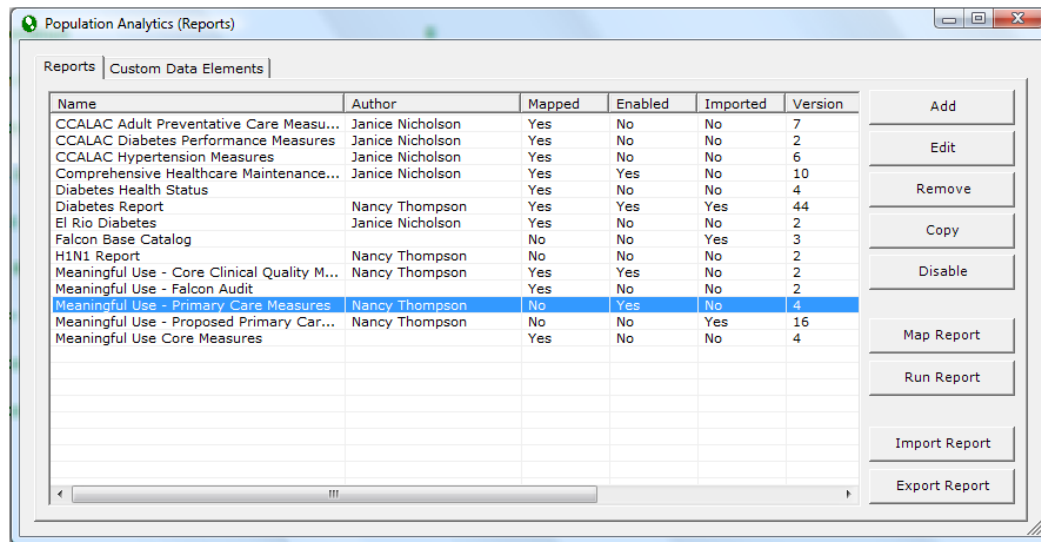 Population Analytics (Reports)
Reports Custom Data Elements
Name Author Mapped Enabled Imported Version
CCALAC Adult Preventative Care Measu... Janice Nicholson Yes No No 7
CCALAC Diabetes Performance Measures Janice Nicholson Yes No No 2
CCALAC Hypertension Measures Janice Nicholson Yes No No 6
Comprehensive Healthcare Maintenance... Janice Nicholson Yes Yes No 10
Diabetes Health Status Yes No No 4
Diabetes Report Nancy Thompson Yes Yes Yes 44
El Rio Diabetes Janice Nicholson Yes No No 2
Falcon Base Catalog No No Yes 3
H1N1 Report Nancy Thompson No No No 2
Meaningful Use - Core Clinical Quality M... Nancy Thompson Yes Yes No 2
Meaningful Use - Falcon Audit Yes No No 2
Meaningful Use - Primary Care Measures Nancy Thompson No Yes No 4
Meaningful Use - Proposed Primary Car... Nancy Thompson No No Yes 16
Meaningful Use Core Measures Yes No No 4
Add
Edit
Remove
Copy
Disable
Map Report
Run Report
Import Report
Export Report